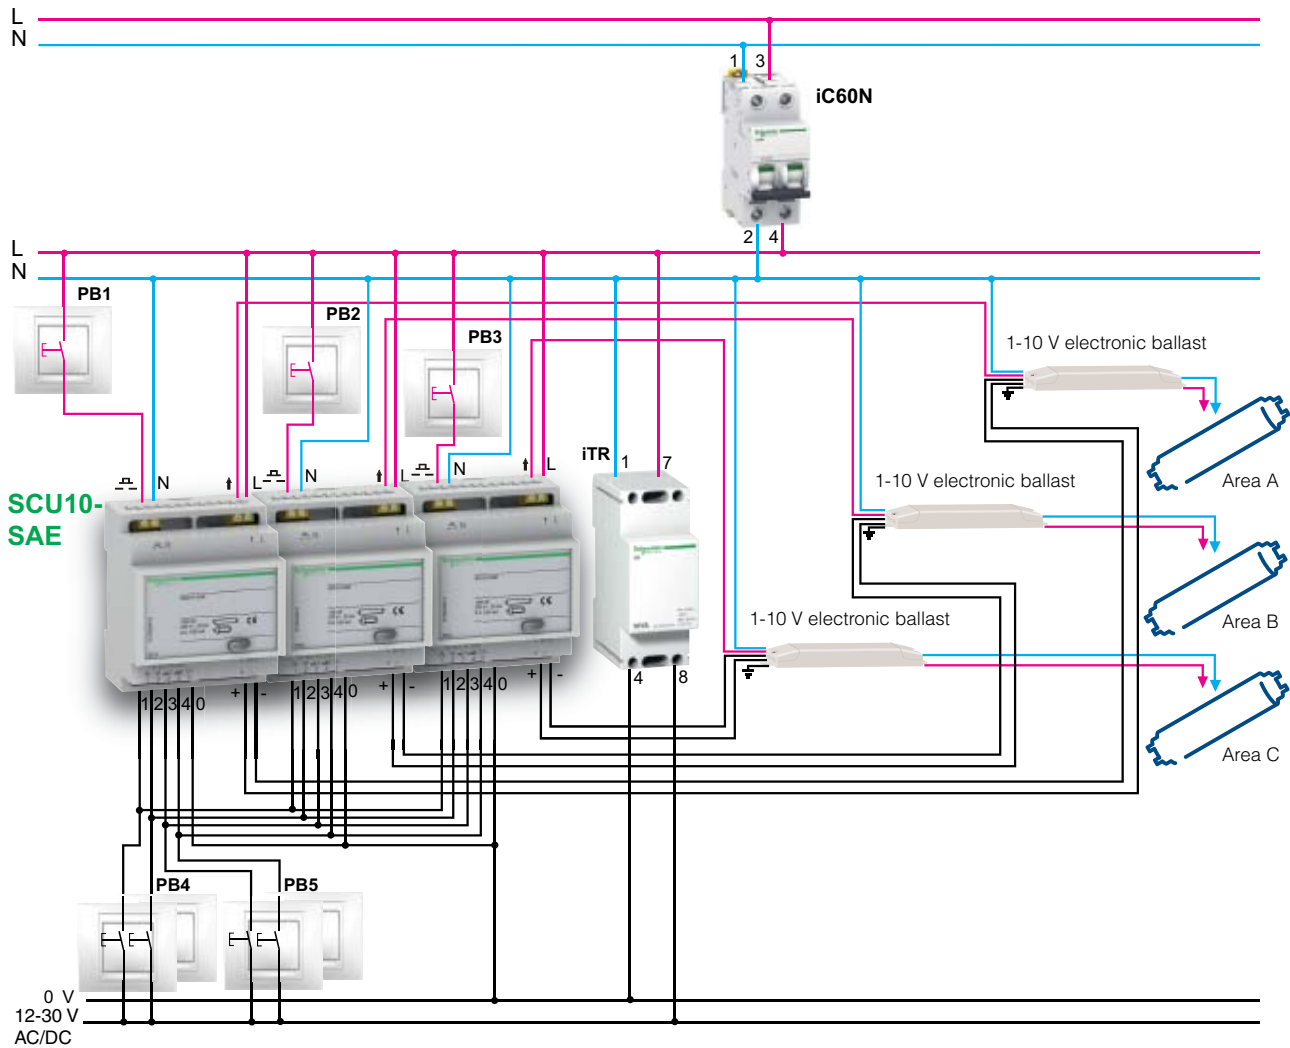 L
N
1 3
iC60N
2 4
L
N
PB1
PB2
PB3
1-10 V electronic ballast
Area A
iTR 1 7
N L N L N L
SCU10-
SAE
1-10 V electronic ballast
Area B
1-10 V electronic ballast
Area C
1 2 3 4 0 + - 1 2 3 4 0 + - 1 2 3 4 0 + -
4 8
PB4
PB5
0 V
12-30 V
AC/DC